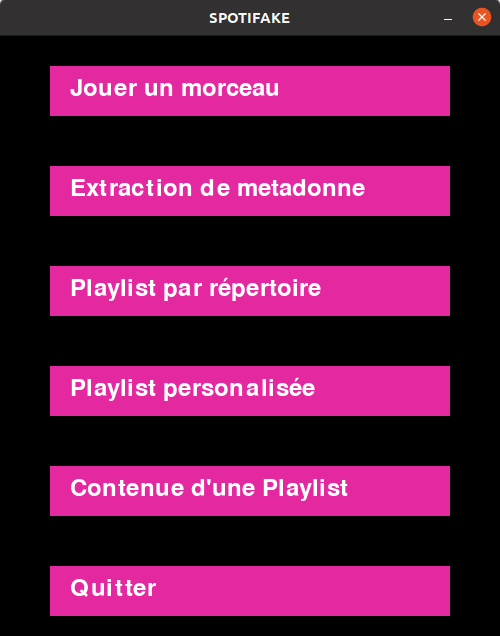 SPOTIFAKE
Jouer un morceau
Extraction de metadonne
Playlist par répertoire
Playlist personalisée
Contenue d'une Playlist
Quitter